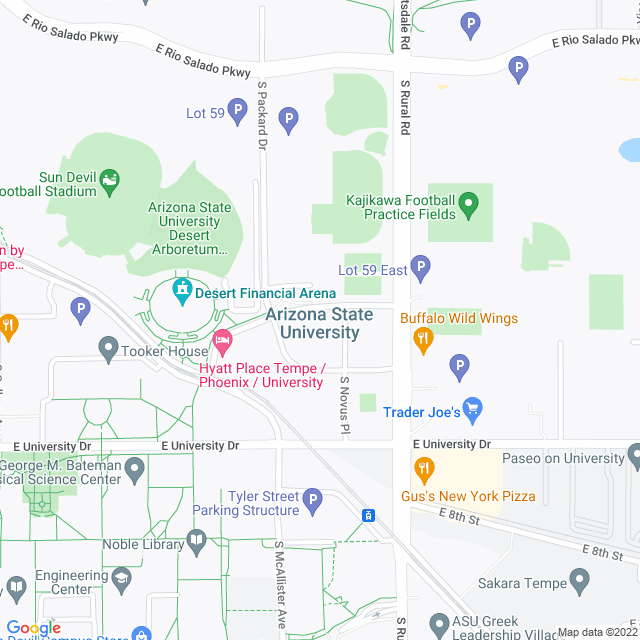 E Rio Salado Pkwy
E Rio Salado Pkwy
E Rio Salado Pkwy
tsdale Rd
S Rural Rd
S Packard Dr
P
P
Lot 59
P
P
Sun Devil
ootball Stadium
Arizona State
University
Desert
Arboretum...
Kajikawa Football
Practice Fields
n by
pe...
Lot 59 East
P
Desert Financial Arena
P
Arizona State
University
Buffalo Wild Wings
Tooker House
Hyatt Place Tempe /
Phoenix / University
P
S Novus Pl
Trader Joe's
E University Dr
E University Dr
E University Dr
George M. Bateman
sical Science Center
Paseo on University
Gus's New York Pizza
Tyler Street
Parking Structure
P
E 8th St
E 8th St
Noble Library
S McAllister Ave
Engineering
Center
Sakara Tempe
ASU Greek
Leadership Villag
S Ru
n Devil Campus Store
Google
Map data ©2022